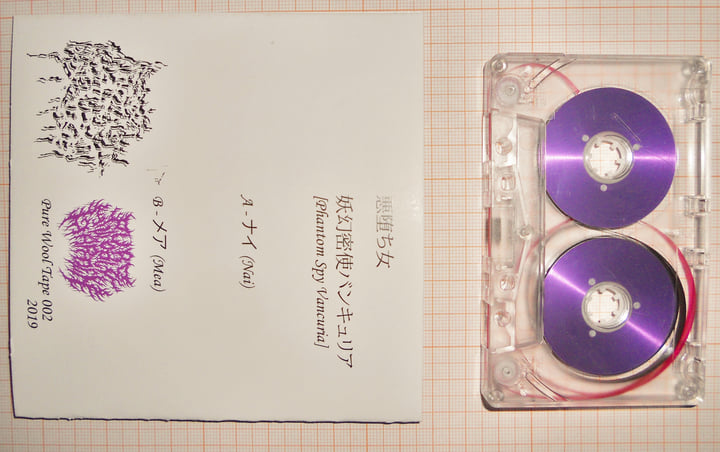 悪堕ち女
妖幻密使バンキュリア
[Phantom Spy Vancuria]
A - ナイ (Nai)
B - メア (Mea)
Pure Wool Tape 002
2019